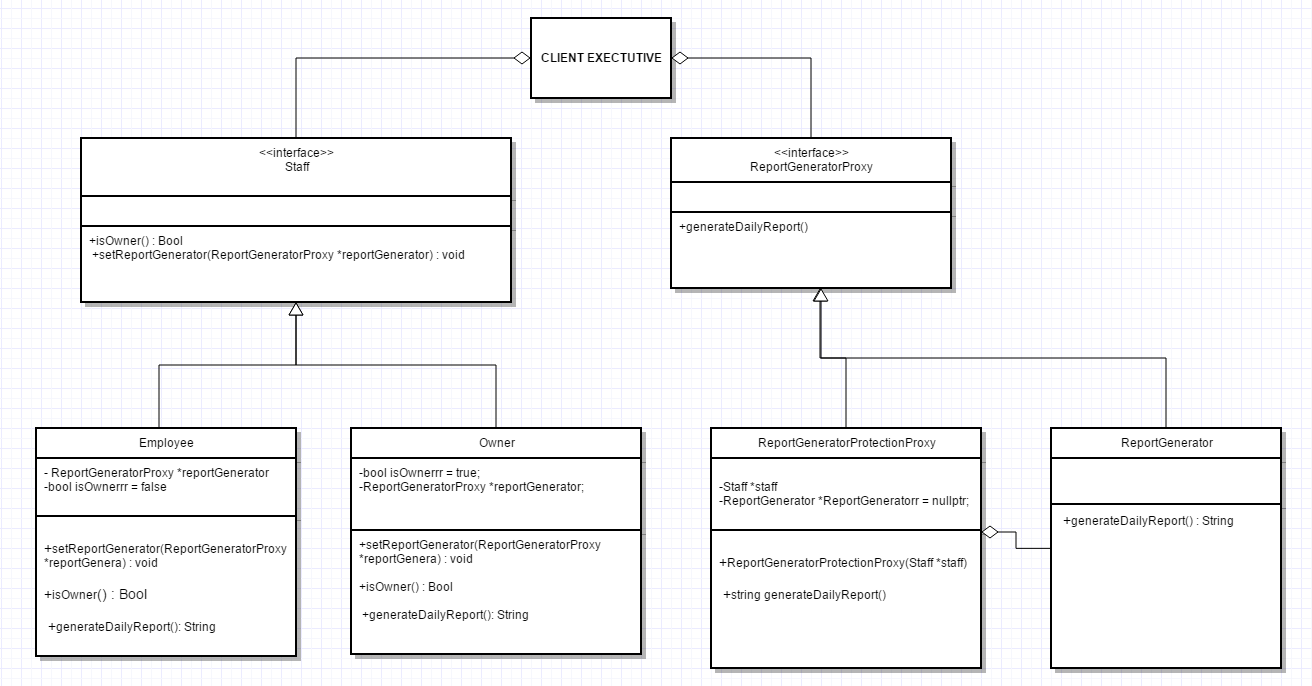 CLIENT EXECTUTIVE
<<interface>>
Staff
+isOwner() : Bool
+setReportGenerator(ReportGeneratorProxy *reportGenerator) : void
<<interface>>
ReportGeneratorProxy
+generateDailyReport()
Employee
- ReportGeneratorProxy *reportGenerator
-bool isOwnerrr = false
+setReportGenerator(ReportGeneratorProxy
*reportGenera) : void
+isOwner() : Bool
+generateDailyReport(): String
Owner
-bool isOwnerrr = true;
-ReportGeneratorProxy *reportGenerator;
+setReportGenerator(ReportGeneratorProxy
*reportGenera) : void
+isOwner() : Bool
+generateDailyReport(): String
ReportGeneratorProtectionProxy
-Staff *staff
-ReportGenerator *ReportGeneratorr = nullptr;
+ReportGeneratorProtectionProxy(Staff *staff)
+string generateDailyReport()
ReportGenerator
+generateDailyReport() : String